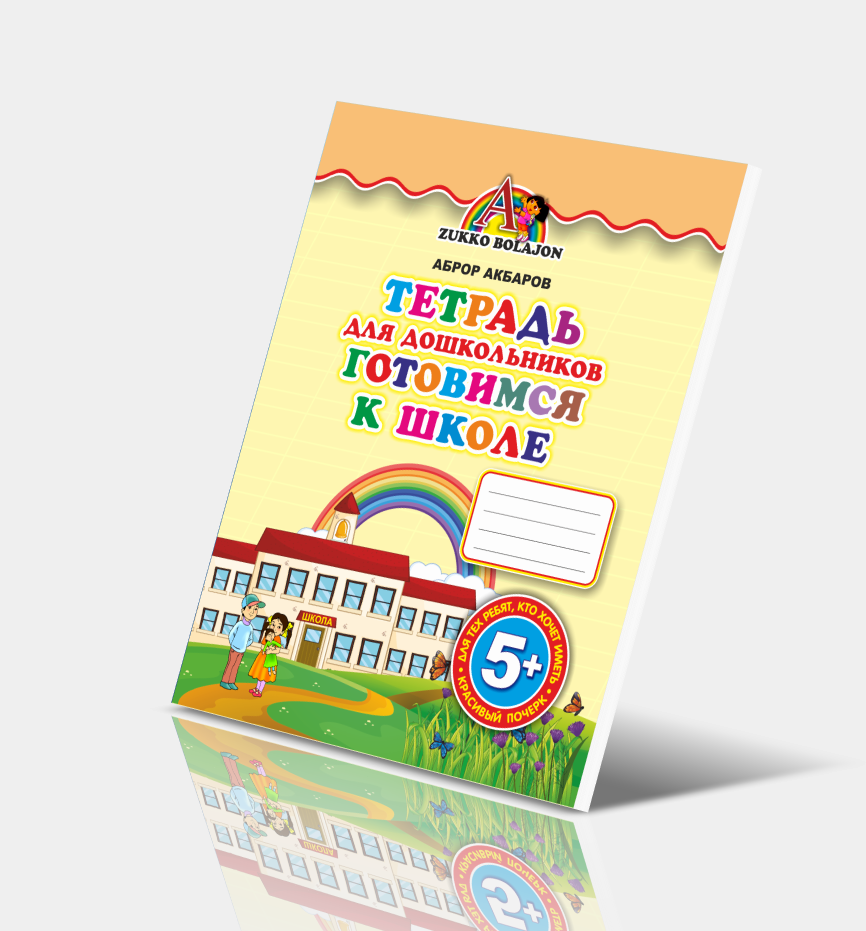 A
ZUKKO BOLAJON
АБРОР АКБАРОВ
ТЕТРАДЬ
ДЛЯ ДОШКОЛЬНИКОВ
ГОТОВИМСЯ
К ШКОЛЕ
ШКОЛА
• ДЛЯ ТЕХ РЕБЯТ, КТО ХОЧЕТ ИМЕТЬ •
5+
КРАСИВЫЙ ПОЧЕРК